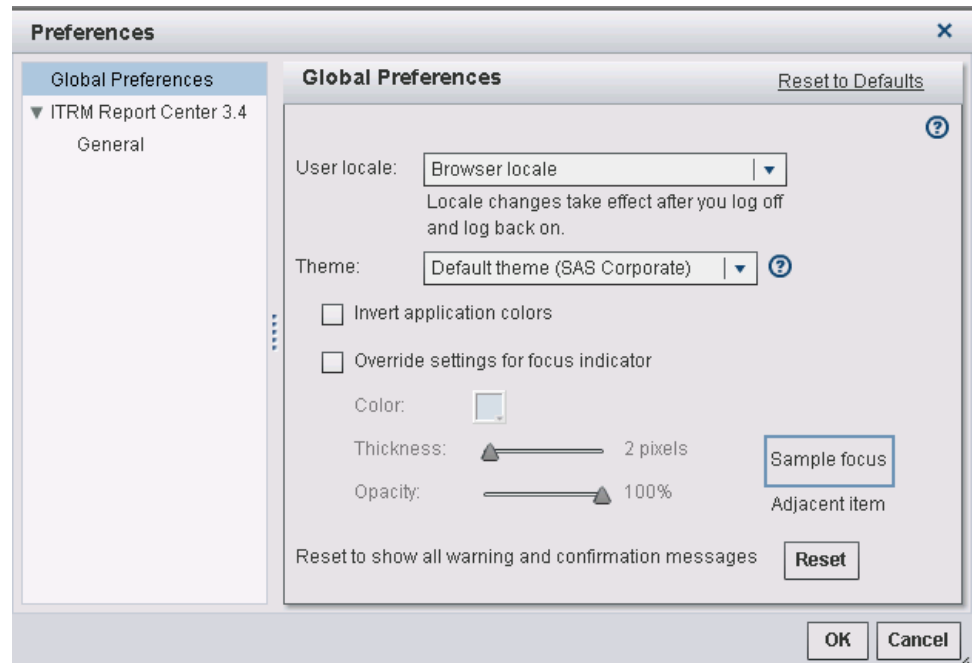 Preferences
Global Preferences
ITRM Report Center 3.4
General
Global Preferences
Reset to Defaults
User locale:
Browser locale
Locale changes take effect after you log off
and log back on.
Theme:
Default theme (SAS Corporate)
Invert application colors
Override settings for focus indicator
Color:
Thickness:
2 pixels
Opacity:
100%
Sample focus
Adjacent item
Reset to show all warning and confirmation messages
Reset
OK
Cancel